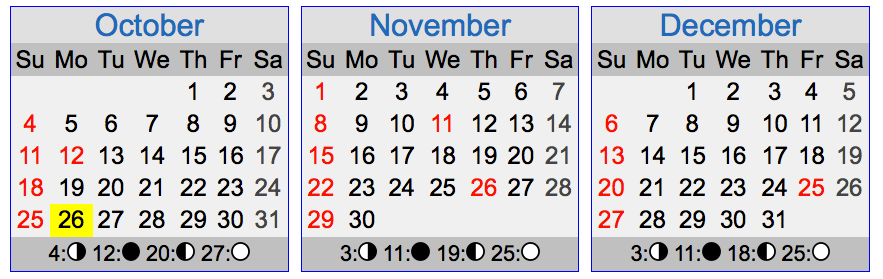 October
Su Mo Tu We Th Fr Sa
1 2 3
4 5 6 7 8 9 10
11 12 13 14 15 16 17
18 19 20 21 22 23 24
25 26 27 28 29 30 31
4: 12: 20: 27:
November
Su Mo Tu We Th Fr Sa
1 2 3 4 5 6 7
8 9 10 11 12 13 14
15 16 17 18 19 20 21
22 23 24 25 26 27 28
29 30
3: 11: 19: 25:
December
Su Mo Tu We Th Fr Sa
1 2 3 4 5
6 7 8 9 10 11 12
13 14 15 16 17 18 19
20 21 22 23 24 25 26
27 28 29 30 31
3: 11: 18: 25: